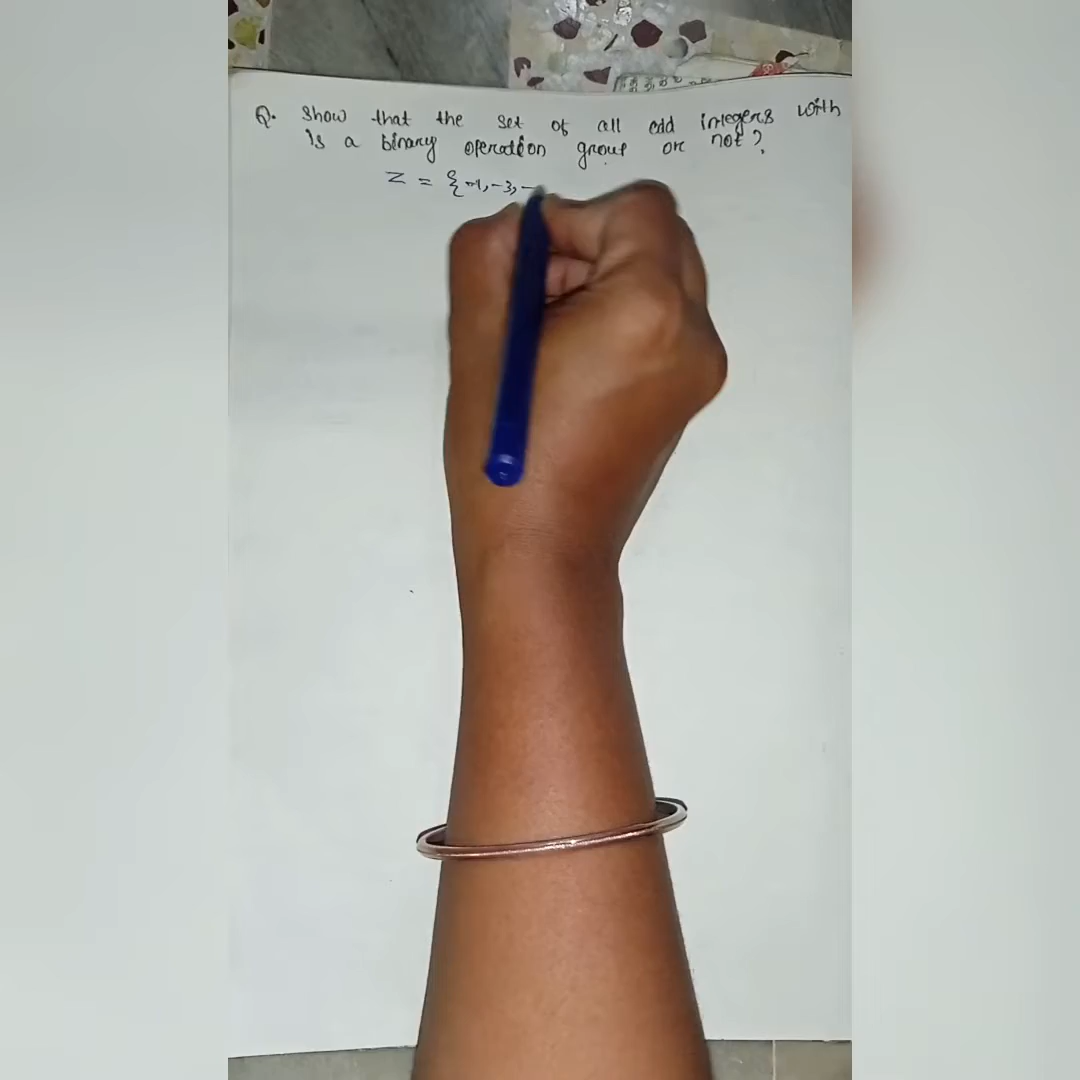 Q. Show that the set of all odd integers with
Is a binary operation group or not?
Z = {-1, -3, -